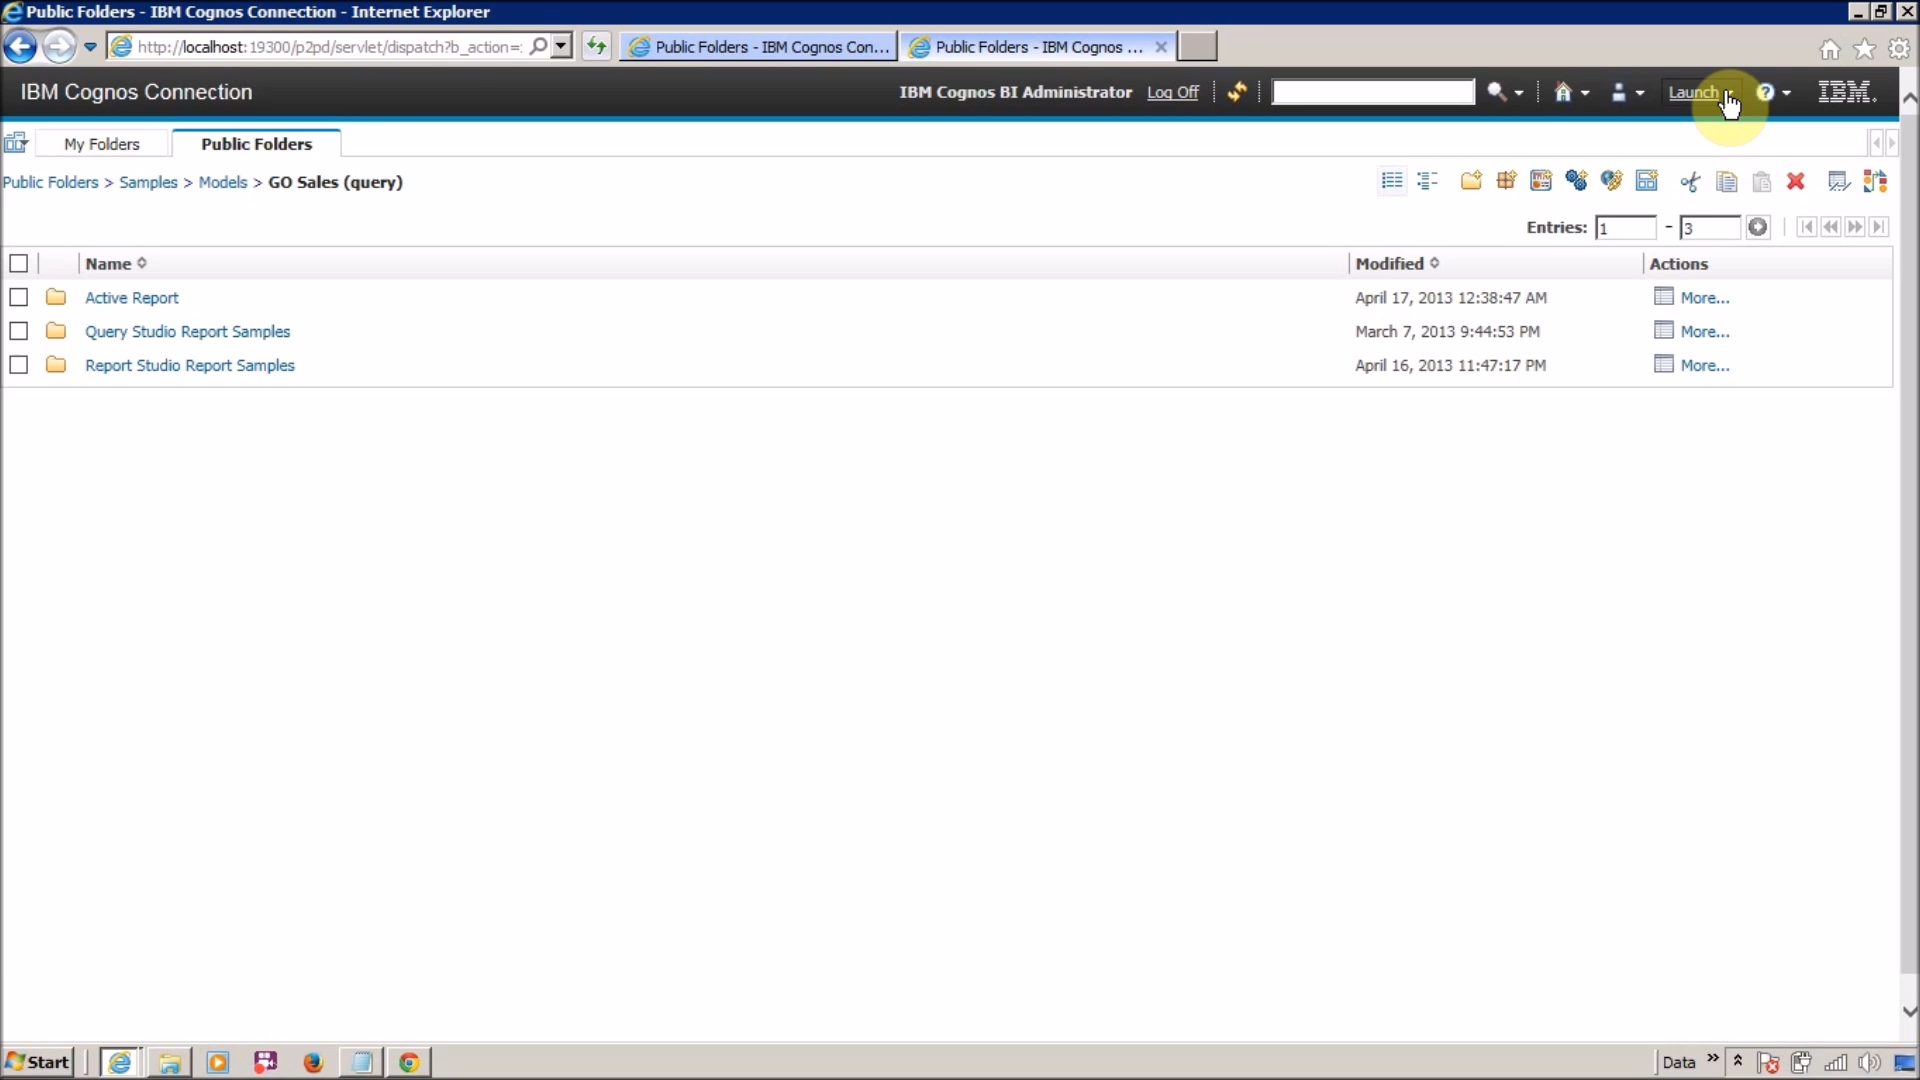 Public Folders - IBM Cognos Connection - Internet Explorer
http://localhost:19300/p2pd/servlet/dispatch?b_action=:
Public Folders - IBM Cognos Con...
Public Folders - IBM Cognos ...
IBM Cognos Connection
IBM Cognos BI Administrator Log Off
Launch
IBM.
My Folders
Public Folders
Public Folders > Samples > Models > GO Sales (query)
Entries: 1 - 3
Name Modified Actions
Active Report April 17, 2013 12:38:47 AM More...
Query Studio Report Samples March 7, 2013 9:44:53 PM More...
Report Studio Report Samples April 16, 2013 11:47:17 PM More...
Start
Data